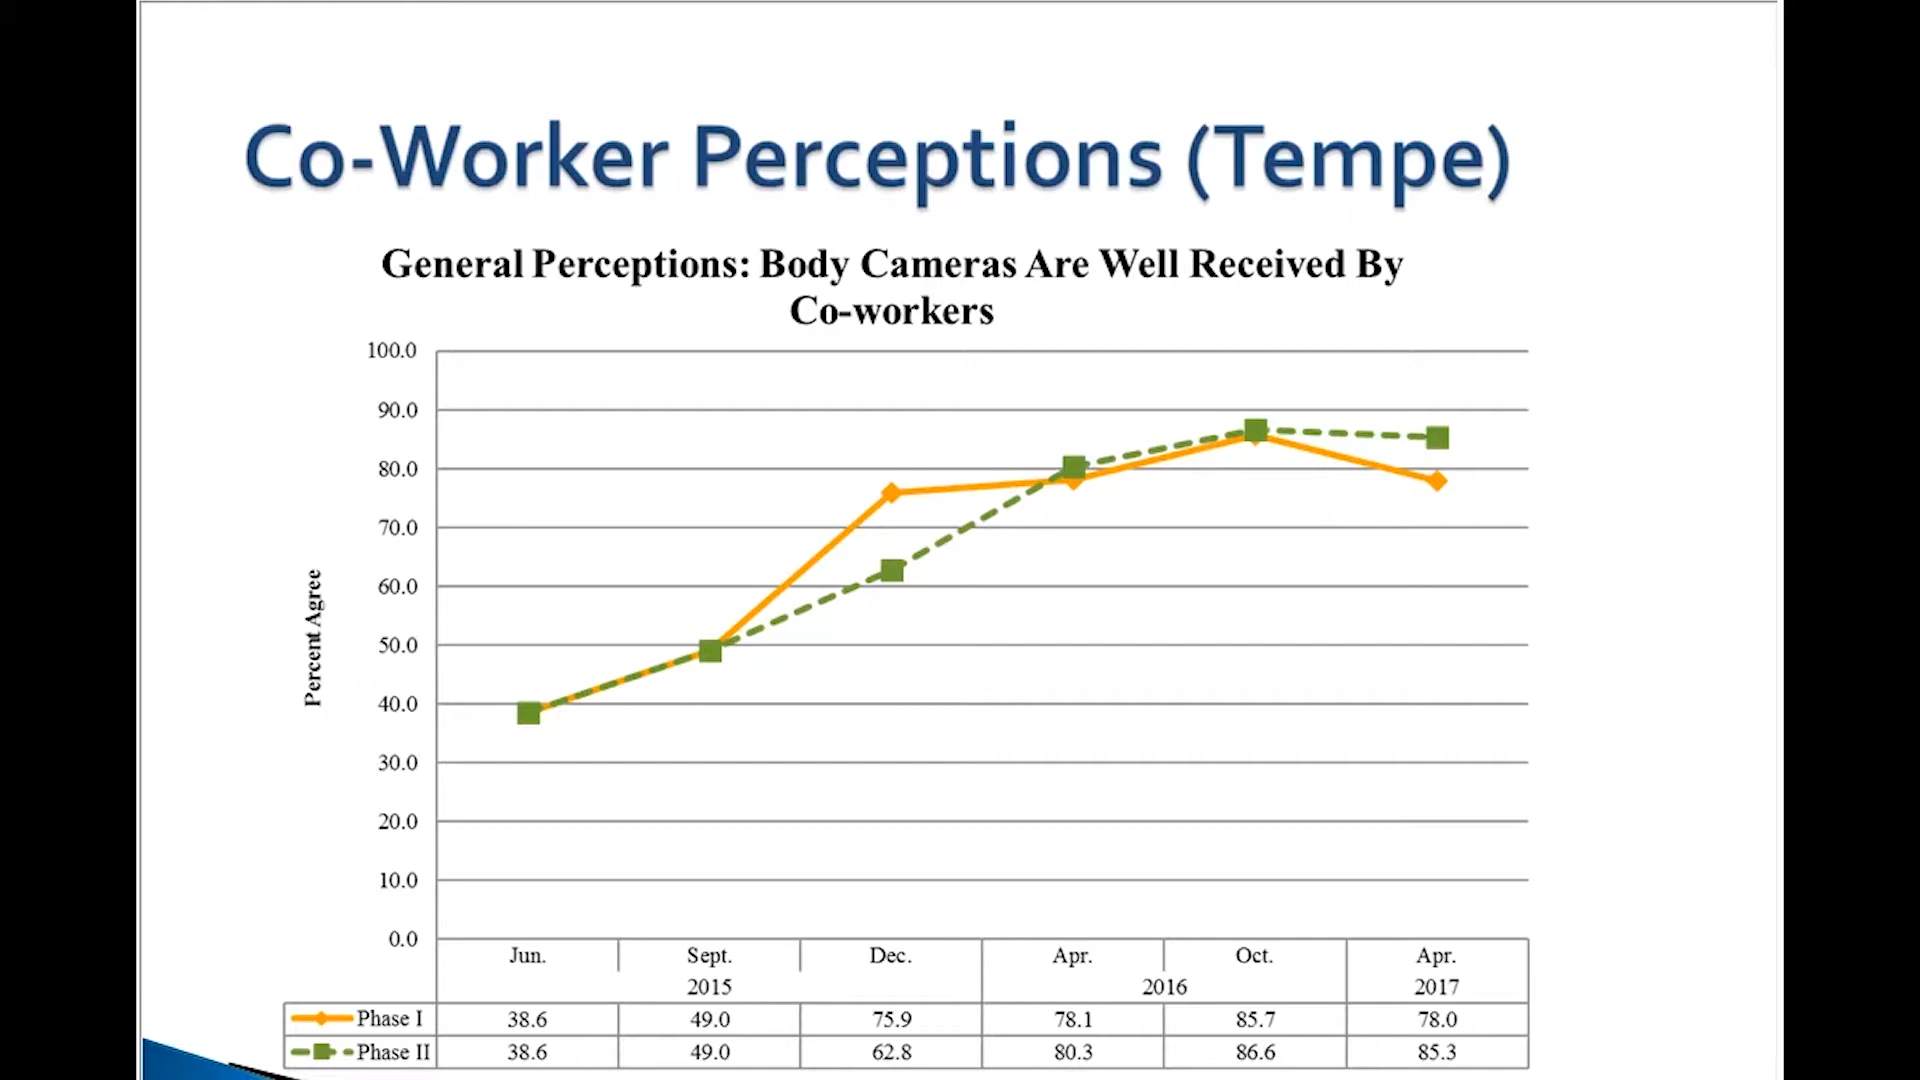 Co-Worker Perceptions (Tempe)
General Perceptions: Body Cameras Are Well Received By
Co-workers
100.0
90.0
80.0
70.0
60.0
50.0
40.0
30.0
20.0
10.0
0.0
Percent Agree
Jun. Sept. Dec. Apr. Oct. Apr.
2015 2016 2017
Phase I 38.6 49.0 75.9 78.1 85.7 78.0
Phase II 38.6 49.0 62.8 80.3 86.6 85.3